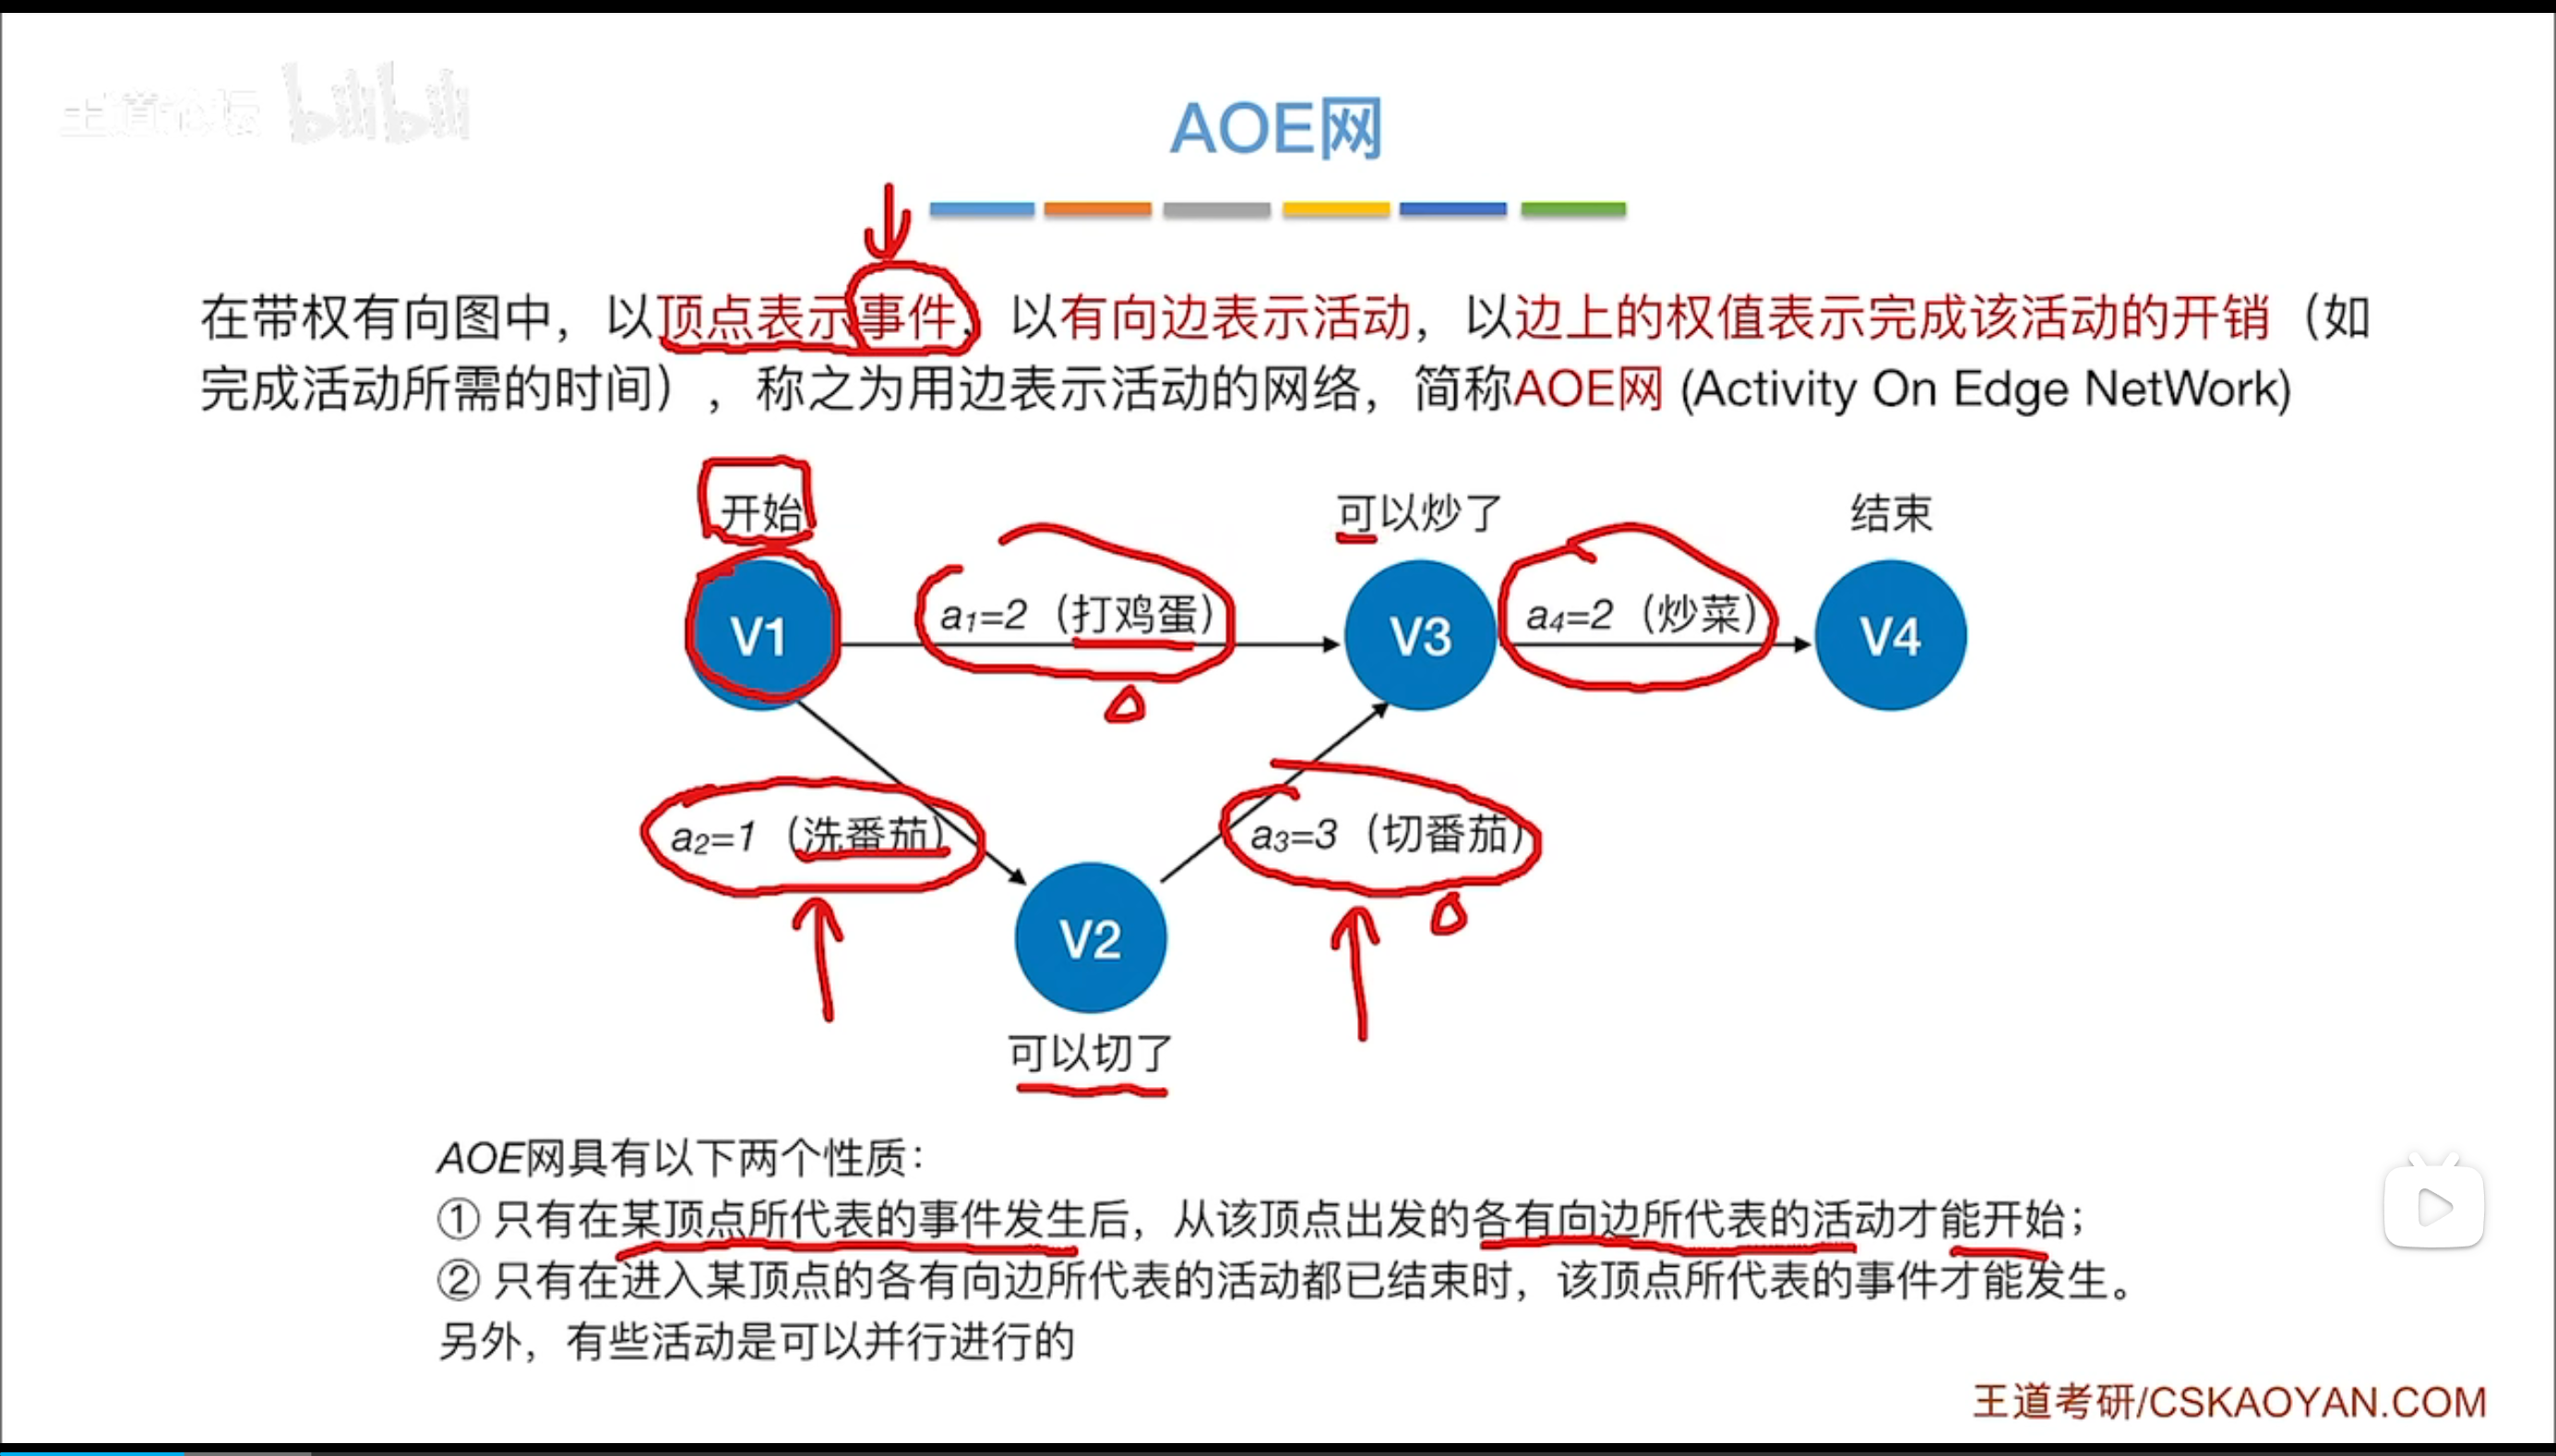 王道论坛 bilibili
AOE网
在带权有向图中，以顶点表示事件，以有向边表示活动，以边上的权值表示完成该活动的开销（如
完成活动所需的时间），称之为用边表示活动的网络，简称AOE网 (Activity On Edge NetWork)
开始
可以炒了
结束
V1
a₁=2（打鸡蛋）
V3
a₄=2（炒菜）
V4
a₂=1（洗番茄）
a₃=3（切番茄）
V2
可以切了
AOE网具有以下两个性质：
① 只有在某顶点所代表的事件发生后，从该顶点出发的各有向边所代表的活动才能开始；
② 只有在进入某顶点的各有向边所代表的活动都已结束时，该顶点所代表的事件才能发生。
另外，有些活动是可以并行进行的
王道考研/CSKAOYAN.COM